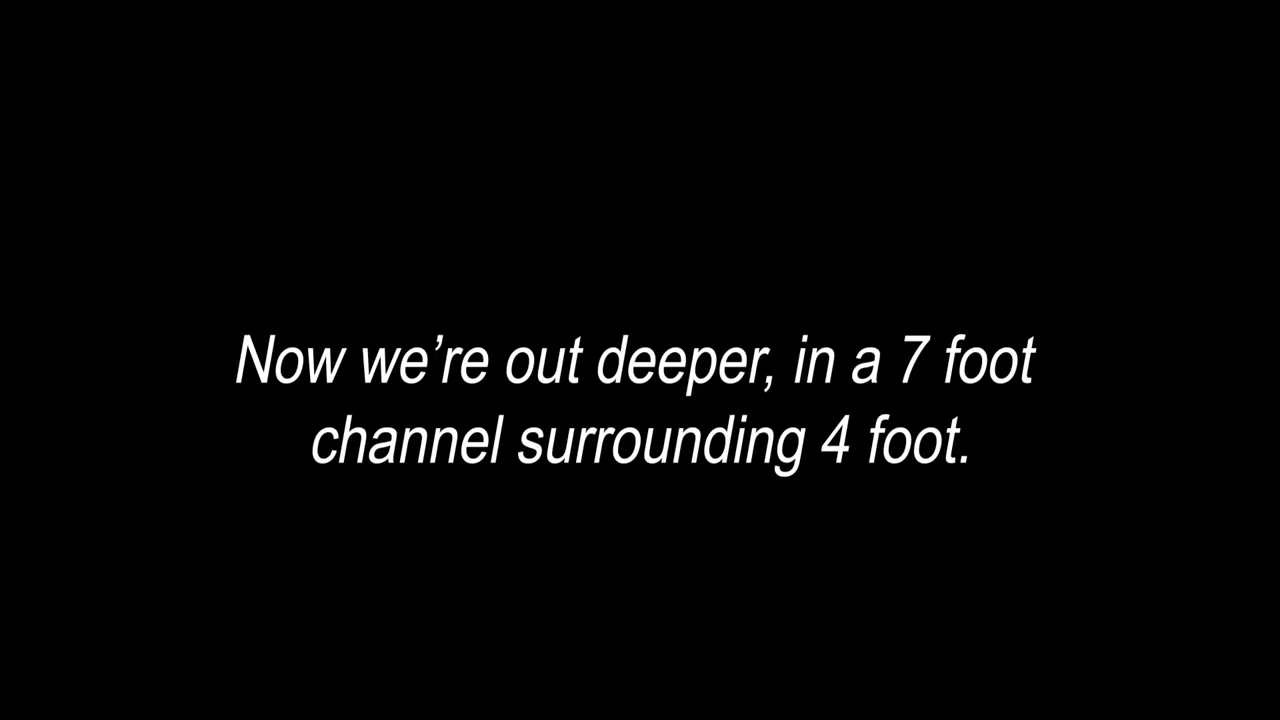 Now we’re out deeper, in a 7 foot
channel surrounding 4 foot.